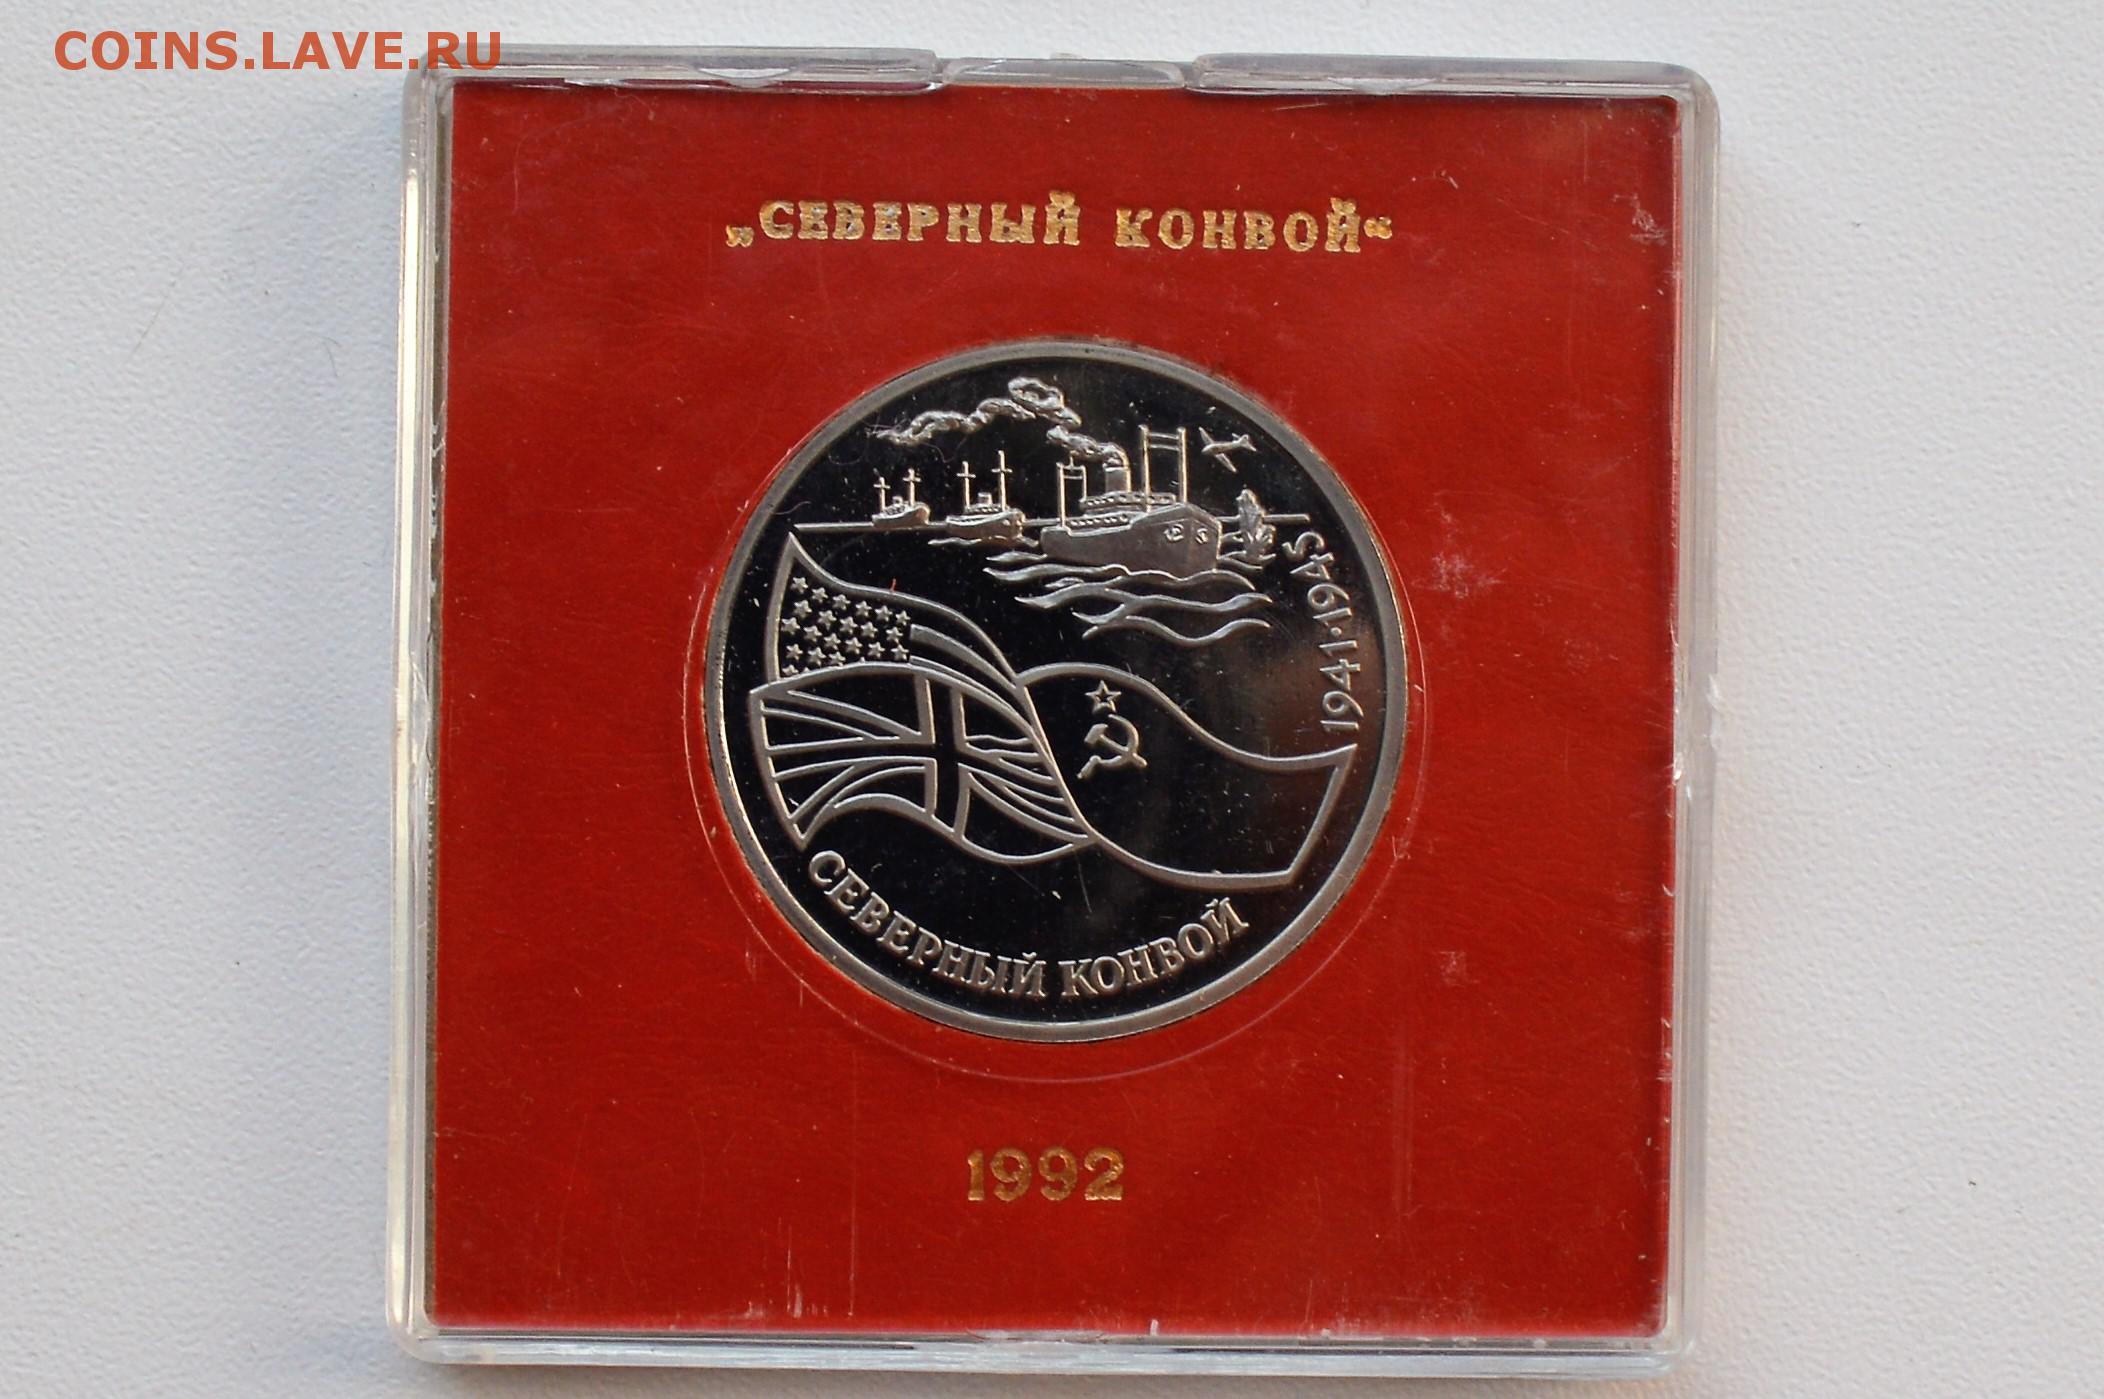 COINS.LAVE.RU
„СЕВЕРНЫЙ КОНВОЙ“
1941·1945
СЕВЕРНЫЙ КОНВОЙ
1992